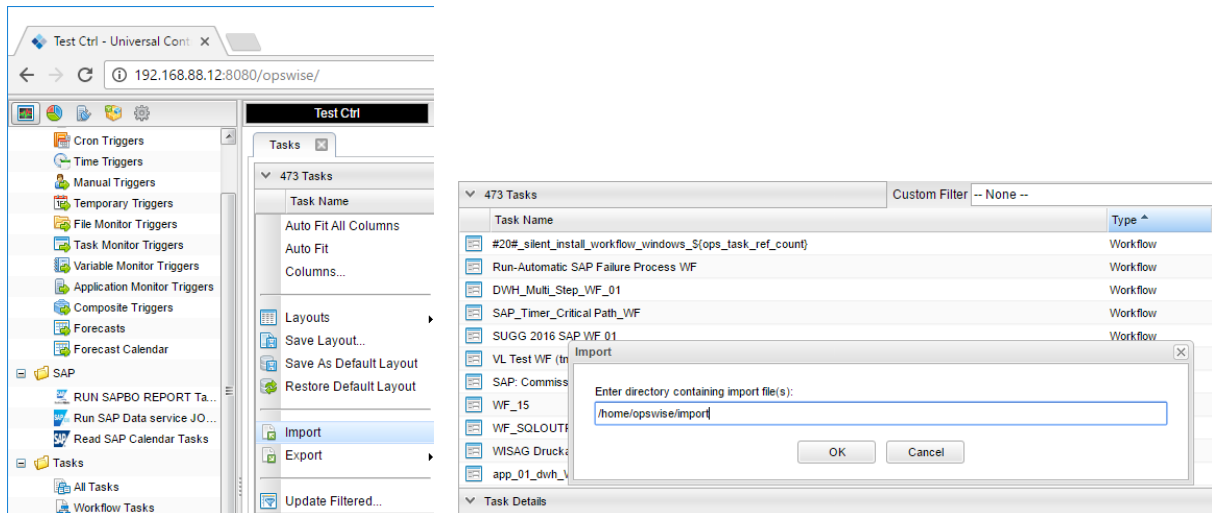 Test Ctrl - Universal Cont
192.168.88.12:8080/opswise/
Test Ctrl
Cron Triggers
Time Triggers
Manual Triggers
Temporary Triggers
File Monitor Triggers
Task Monitor Triggers
Variable Monitor Triggers
Application Monitor Triggers
Composite Triggers
Forecasts
Forecast Calendar
SAP
RUN SAPBO REPORT Ta...
Run SAP Data service JO...
Read SAP Calendar Tasks
Tasks
All Tasks
Workflow Tasks
Tasks
473 Tasks
Task Name
Auto Fit All Columns
Auto Fit
Columns...
Layouts
Save Layout...
Save As Default Layout
Restore Default Layout
Import
Export
Update Filtered...
473 Tasks
Custom Filter -- None --
Task Name Type
#20#_silent_install_workflow_windows_${ops_task_ref_count} Workflow
Run-Automatic SAP Failure Process WF Workflow
DWH_Multi_Step_WF_01 Workflow
SAP_Timer_Critical Path_WF Workflow
SUGG 2016 SAP WF 01 Workflow
VL Test WF
SAP: Commiss
WF_15
WF_SQLOUTF
WISAG Drucka
app_01_dwh_
Import
Enter directory containing import file(s):
/home/opswise/import
OK Cancel
Task Details